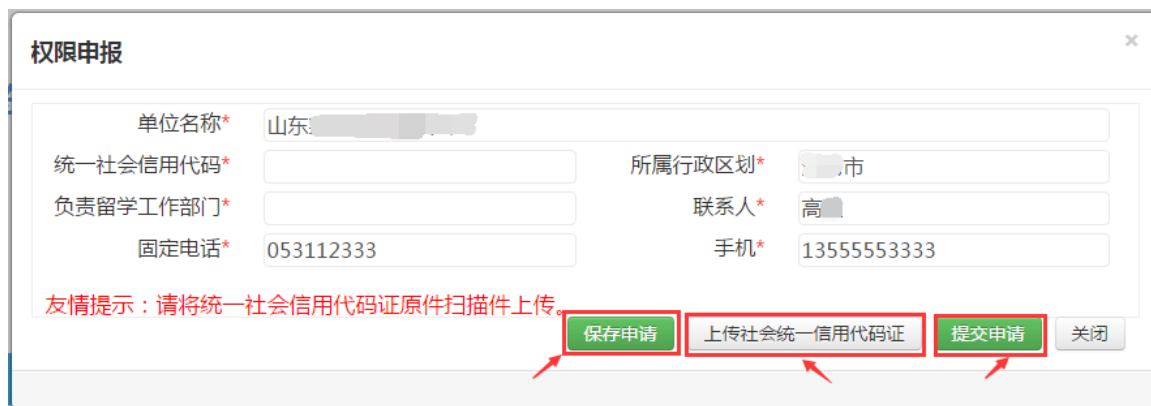 权限申报
×
单位名称* 山东
统一社会信用代码* 所属行政区划* 市
负责留学工作部门* 联系人* 高
固定电话* 053112333 手机* 13555553333
友情提示：请将统一社会信用代码证原件扫描件上传。
保存申请 上传社会统一信用代码证 提交申请 关闭